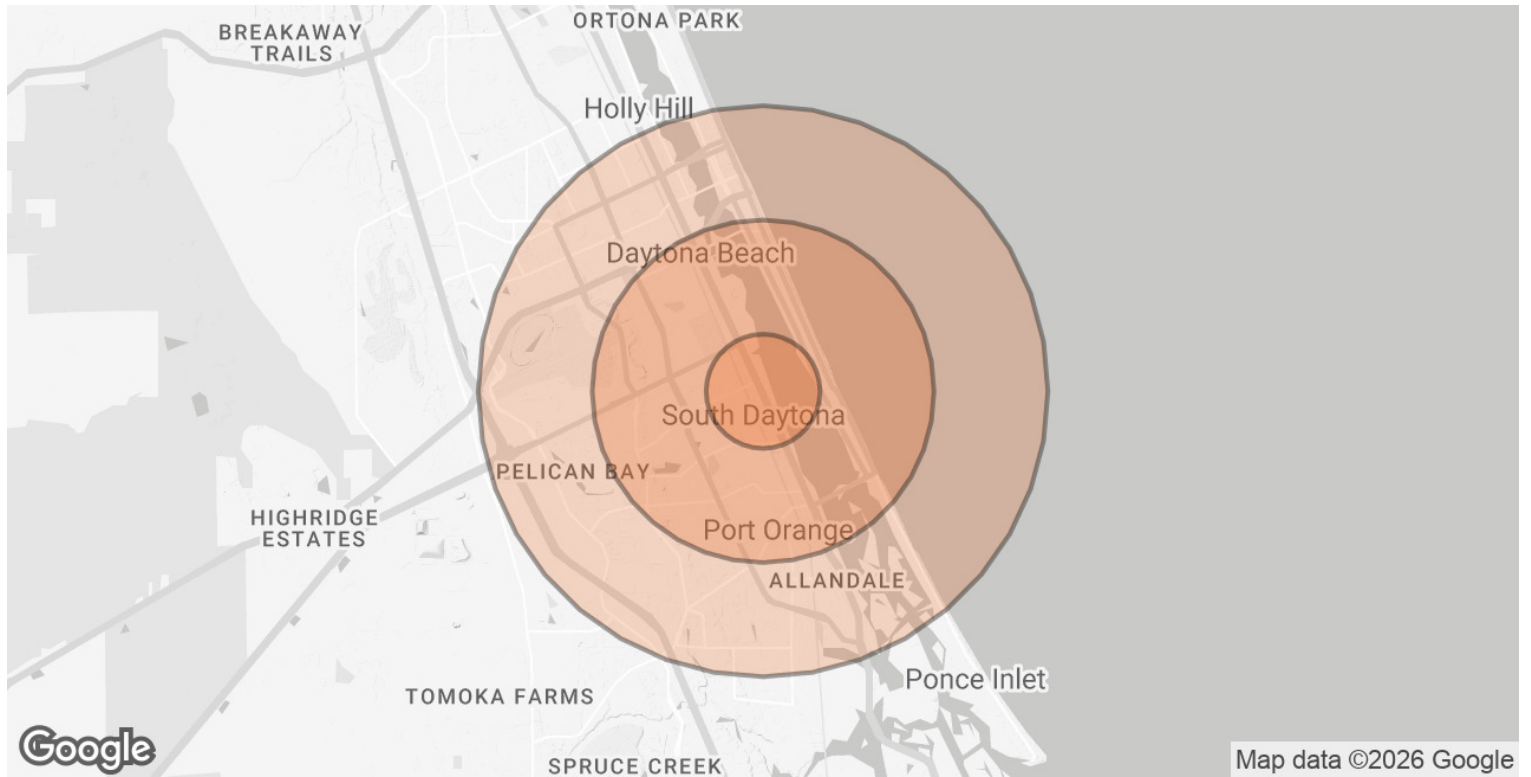 ORTONA PARK
BREAKAWAY
TRAILS
Holly Hill
Daytona Beach
South Daytona
PELICAN BAY
HIGHRIDGE
ESTATES
Port Orange
ALLANDALE
Ponce Inlet
TOMOKA FARMS
Google
SPRUCE CREEK
Map data ©2026 Google